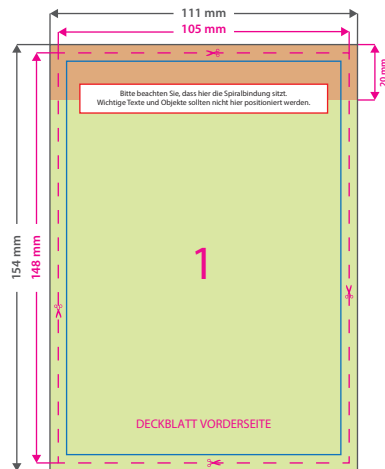 111 mm
105 mm
20 mm
Bitte beachten Sie, dass hier die Spiralbindung sitzt.
Wichtige Texte und Objekte sollten nicht hier positioniert werden.
154 mm
148 mm
1
DECKBLATT VORDERSEITE